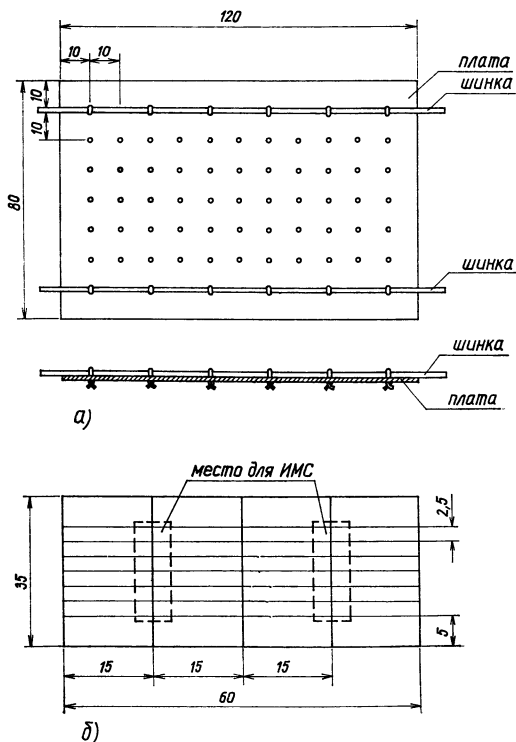 120
10 10
плата
шинка
10
10
80
шинка
шинка
плата
а)
место для ИМС
2,5
35
5
15 15 15
60
б)